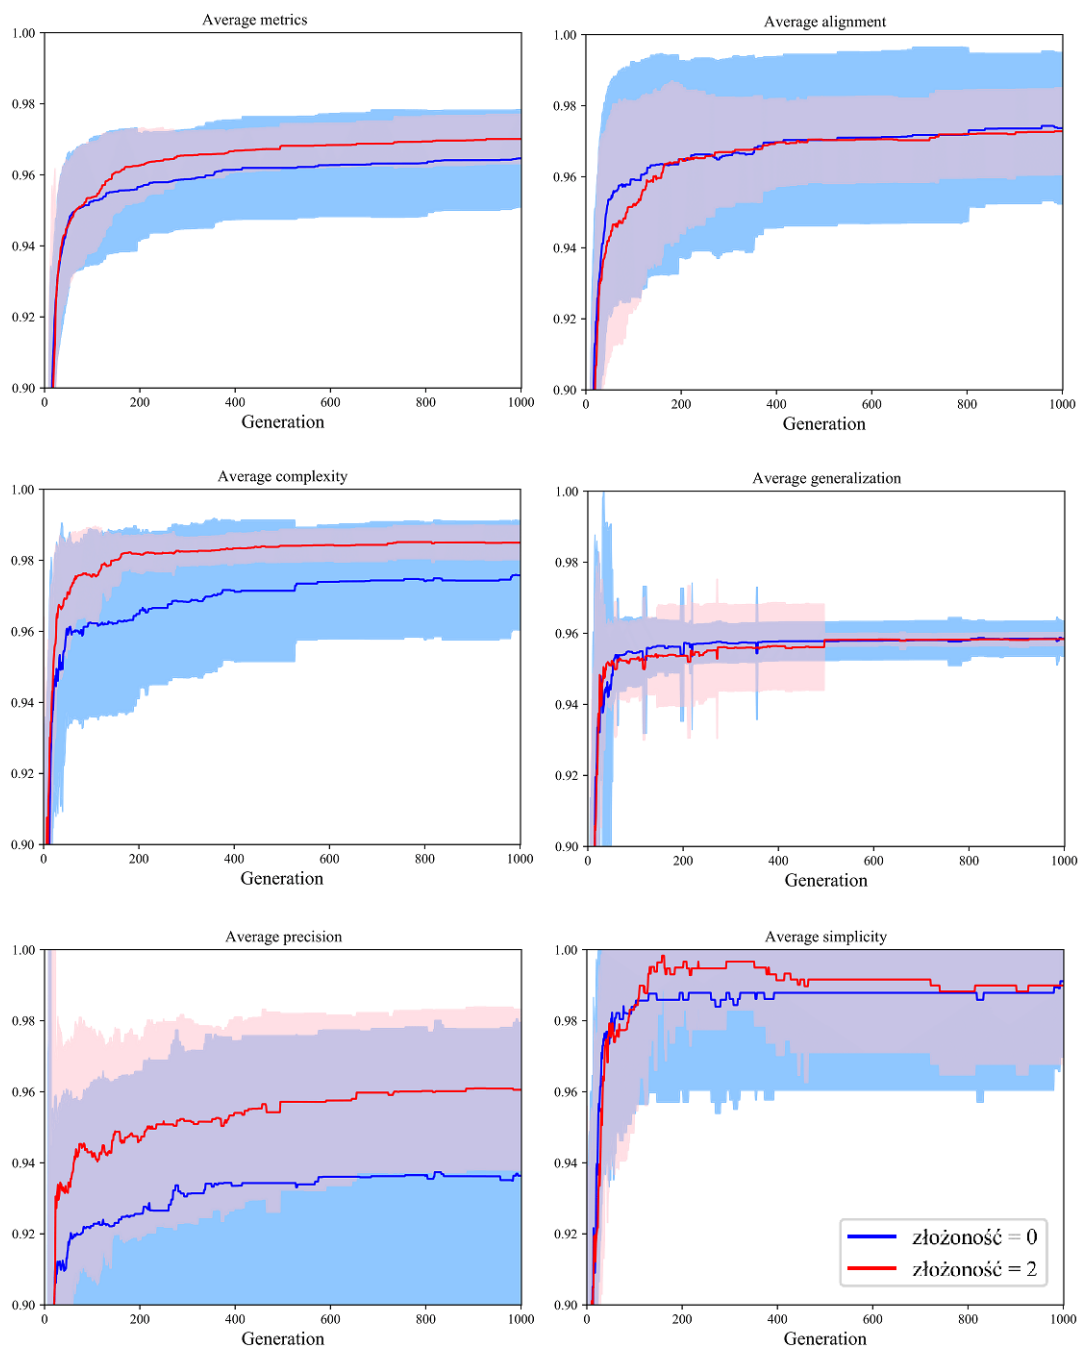 Average metrics
1.00
0.98
0.96
0.94
0.92
0.90
0 200 400 600 800 1000
Generation
Average alignment
1.00
0.98
0.96
0.94
0.92
0.90
0 200 400 600 800 1000
Generation
Average complexity
1.00
0.98
0.96
0.94
0.92
0.90
0 200 400 600 800 1000
Generation
Average generalization
1.00
0.98
0.96
0.94
0.92
0.90
0 200 400 600 800 1000
Generation
Average precision
1.00
0.98
0.96
0.94
0.92
0.90
0 200 400 600 800 1000
Generation
Average simplicity
1.00
0.98
0.96
0.94
0.92
0.90
0 200 400 600 800 1000
Generation
złożoność = 0
złożoność = 2